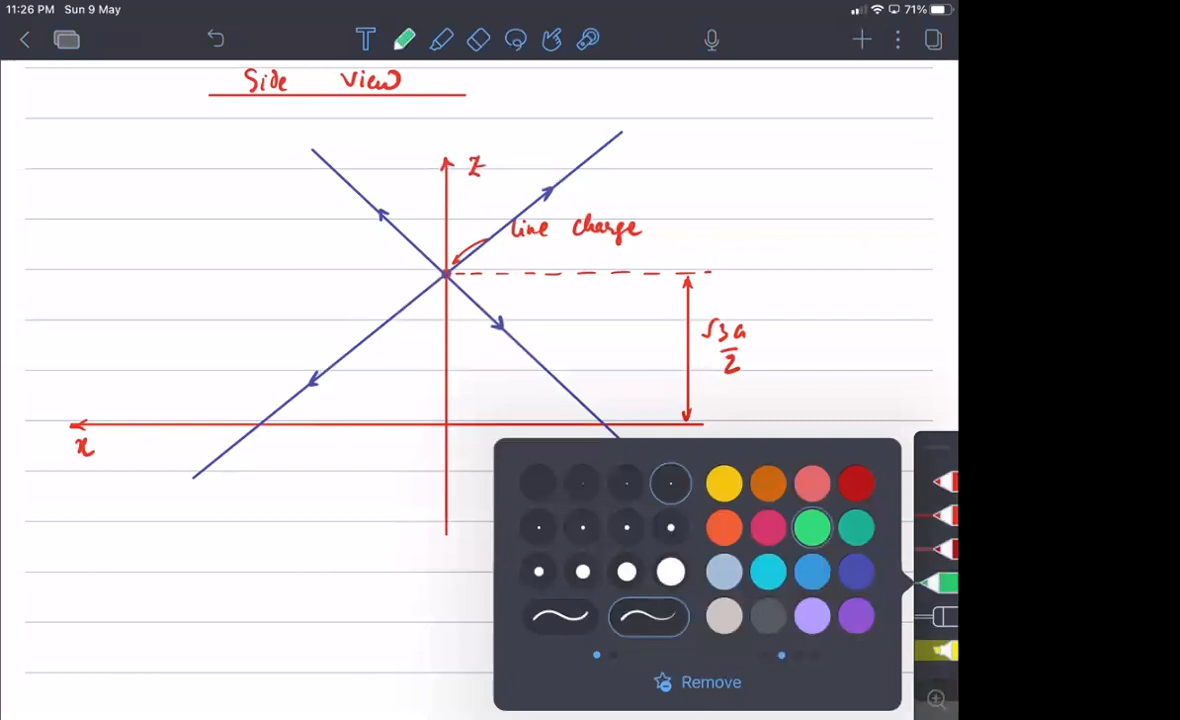 11:26 PM Sun 9 May 71%
T
Side view
z
line charge
√3a
2
x
Remove